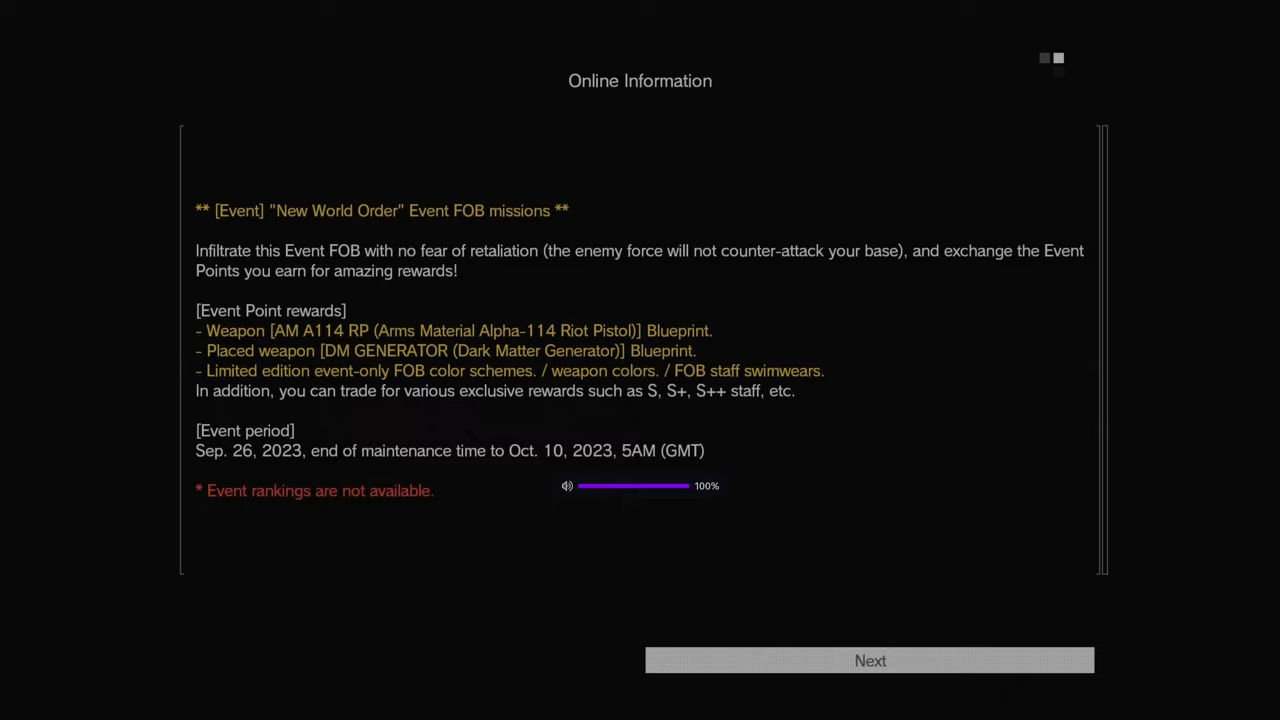 Online Information
** [Event] "New World Order" Event FOB missions **
Infiltrate this Event FOB with no fear of retaliation (the enemy force will not counter-attack your base), and exchange the Event
Points you earn for amazing rewards!
[Event Point rewards]
- Weapon [AM A114 RP (Arms Material Alpha-114 Riot Pistol)] Blueprint.
- Placed weapon [DM GENERATOR (Dark Matter Generator)] Blueprint.
- Limited edition event-only FOB color schemes. / weapon colors. / FOB staff swimwears.
In addition, you can trade for various exclusive rewards such as S, S+, S++ staff, etc.
[Event period]
Sep. 26, 2023, end of maintenance time to Oct. 10, 2023, 5AM (GMT)
* Event rankings are not available.
100%
Next